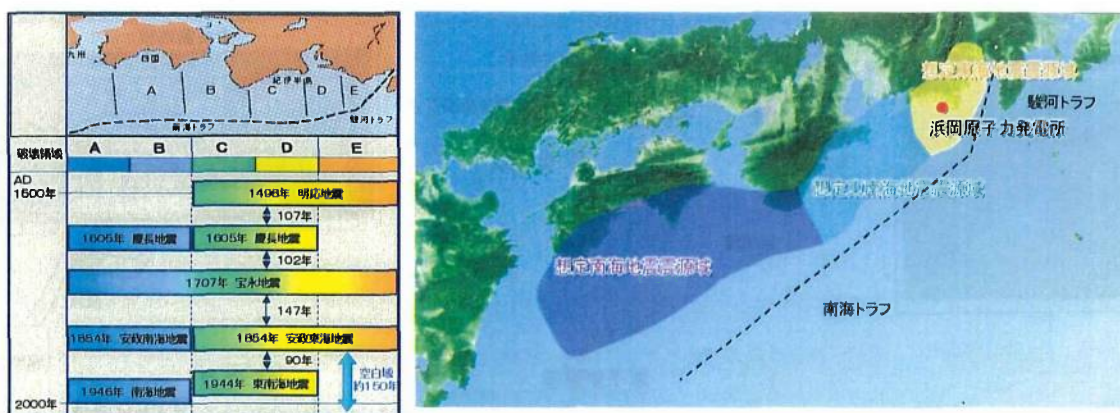 九州
四国
紀伊半島
A
B
C
D
E
南海トラフ
駿河トラフ
破壊領域
A
B
C
D
E
AD
1500年
1498年 明応地震
107年
1605年 慶長地震
1605年 慶長地震
102年
1707年 宝永地震
147年
1854年 安政南海地震
1854年 安政東海地震
90年
空白域
約150年
1944年 東南海地震
1946年 南海地震
2000年
想定東海地震震源域
駿河トラフ
浜岡原子力発電所
想定東南海地震震源域
想定南海地震震源域
南海トラフ